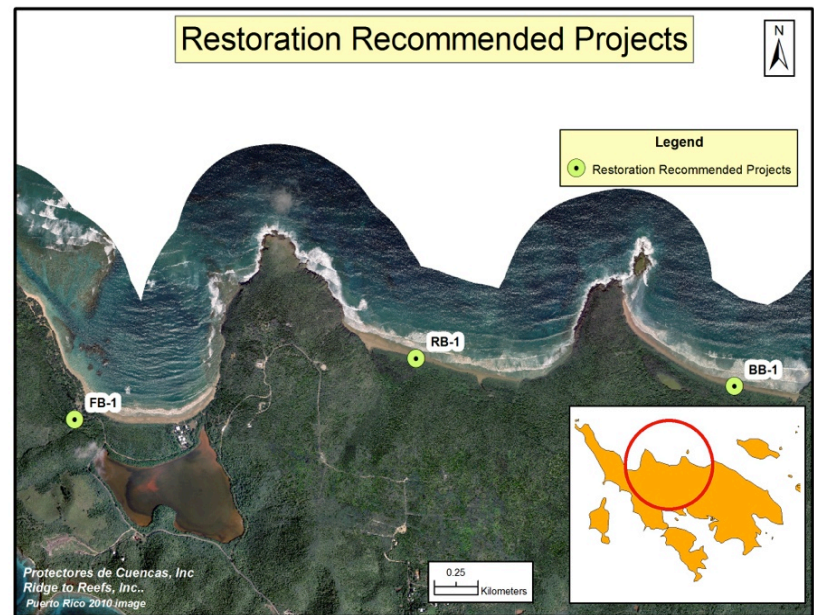 Restoration Recommended Projects
N
Legend
Restoration Recommended Projects
RB-1
BB-1
FB-1
0.25
Kilometers
Protectores de Cuencas, Inc
Ridge to Reefs, Inc..
Puerto Rico 2010 image